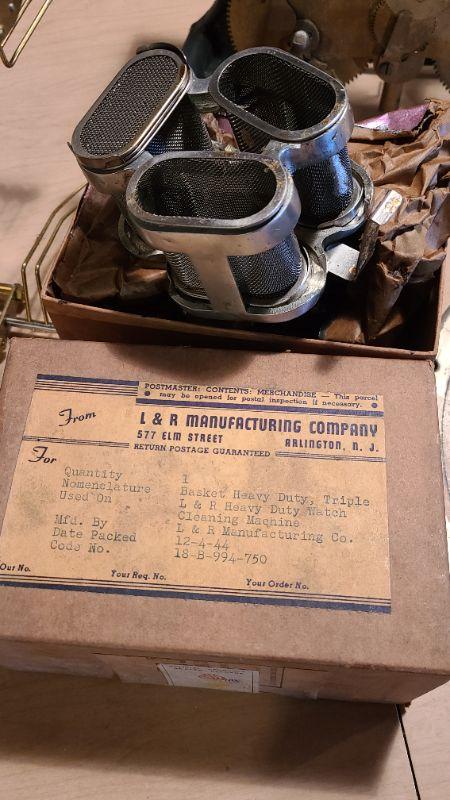 POSTMASTER: CONTENTS: MERCHANDISE — This parcel
● may be opened for postal inspection if necessary. ●
From
L & R MANUFACTURING COMPANY
577 ELM STREET ARLINGTON, N. J.
RETURN POSTAGE GUARANTEED
For
Quantity 1
Nomenclature Basket Heavy Duty, Triple
Used On L & R Heavy Duty Watch
Cleaning Machine
Mfd. By L & R Manufacturing Co.
Date Packed 12-4-44
Code No. 18-B-994-750
Our No. Your Req. No. Your Order No.